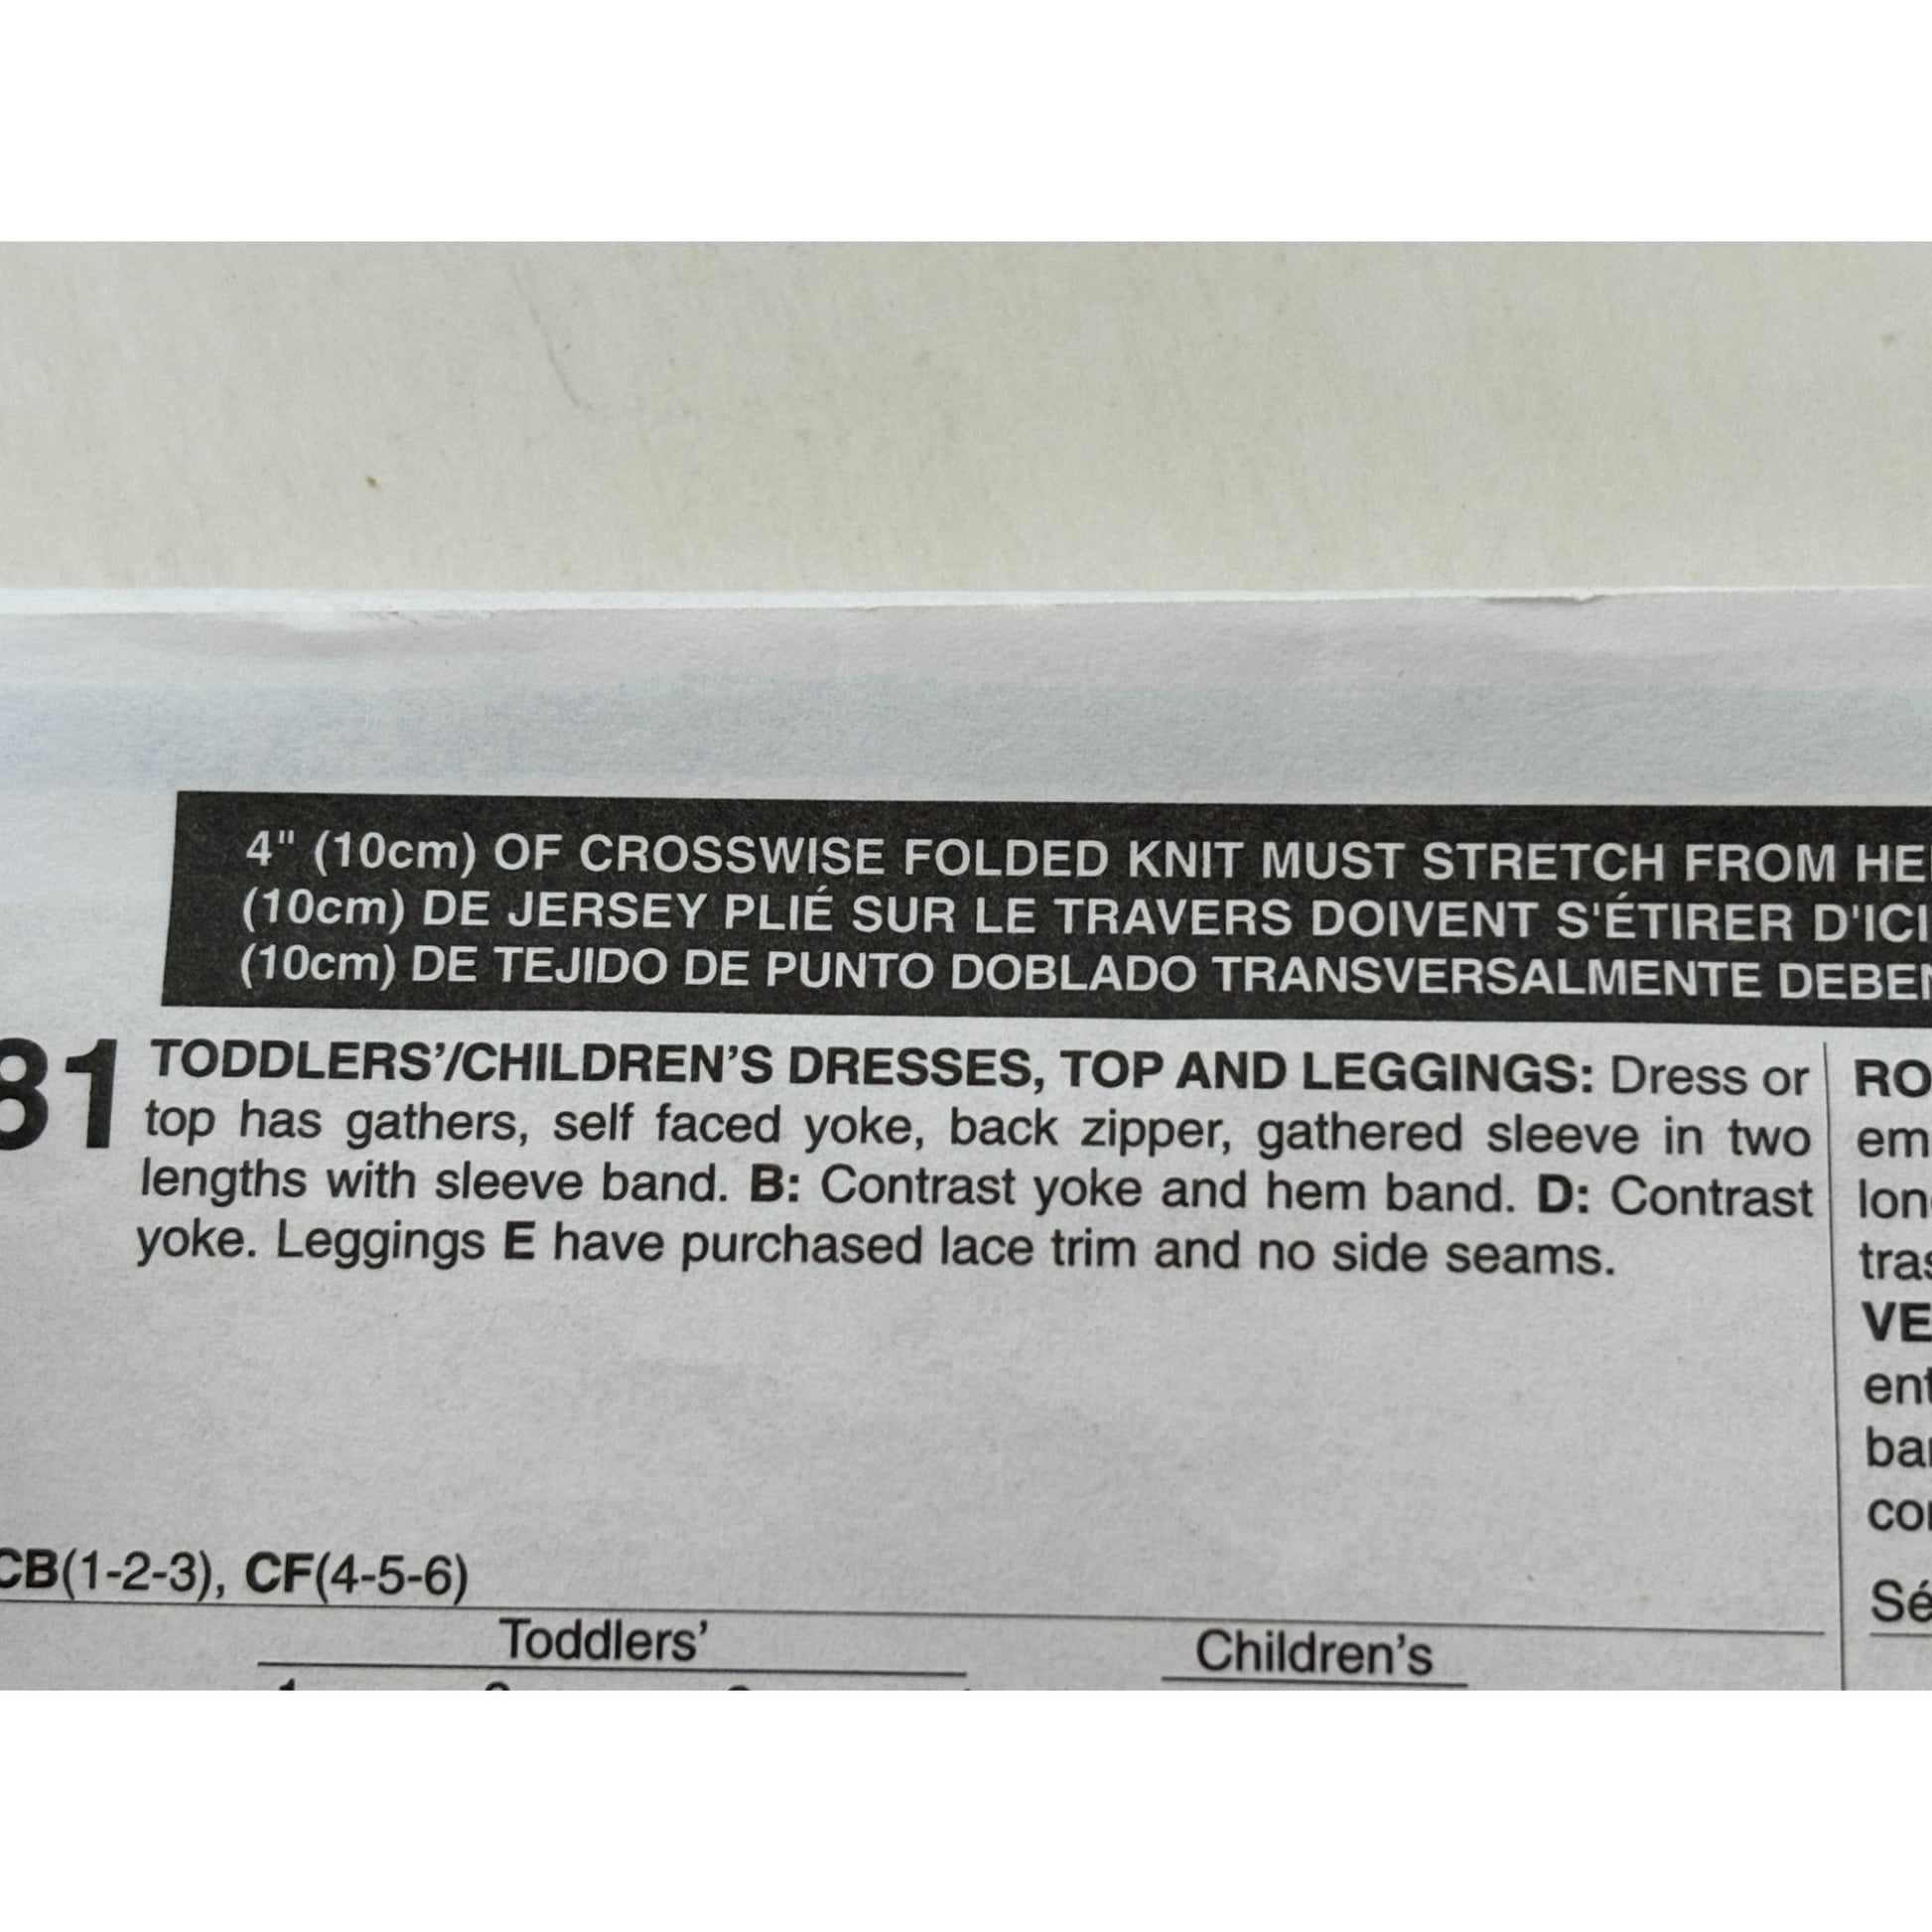 4" (10cm) OF CROSSWISE FOLDED KNIT MUST STRETCH FROM
(10cm) DE JERSEY PLIÉ SUR LE TRAVERS DOIVENT S'ÉTIRER D'ICI
(10cm) DE TEJIDO DE PUNTO DOBLADO TRANSVERSALMENTE
81 TODDLERS'/CHILDREN'S DRESSES, TOP AND LEGGINGS: Dress or
top has gathers, self faced yoke, back zipper, gathered sleeve in two
lengths with sleeve band. B: Contrast yoke and hem band. D: Contrast
yoke. Leggings E have purchased lace trim and no side seams.
CB(1-2-3), CF(4-5-6)
Toddlers' Children's